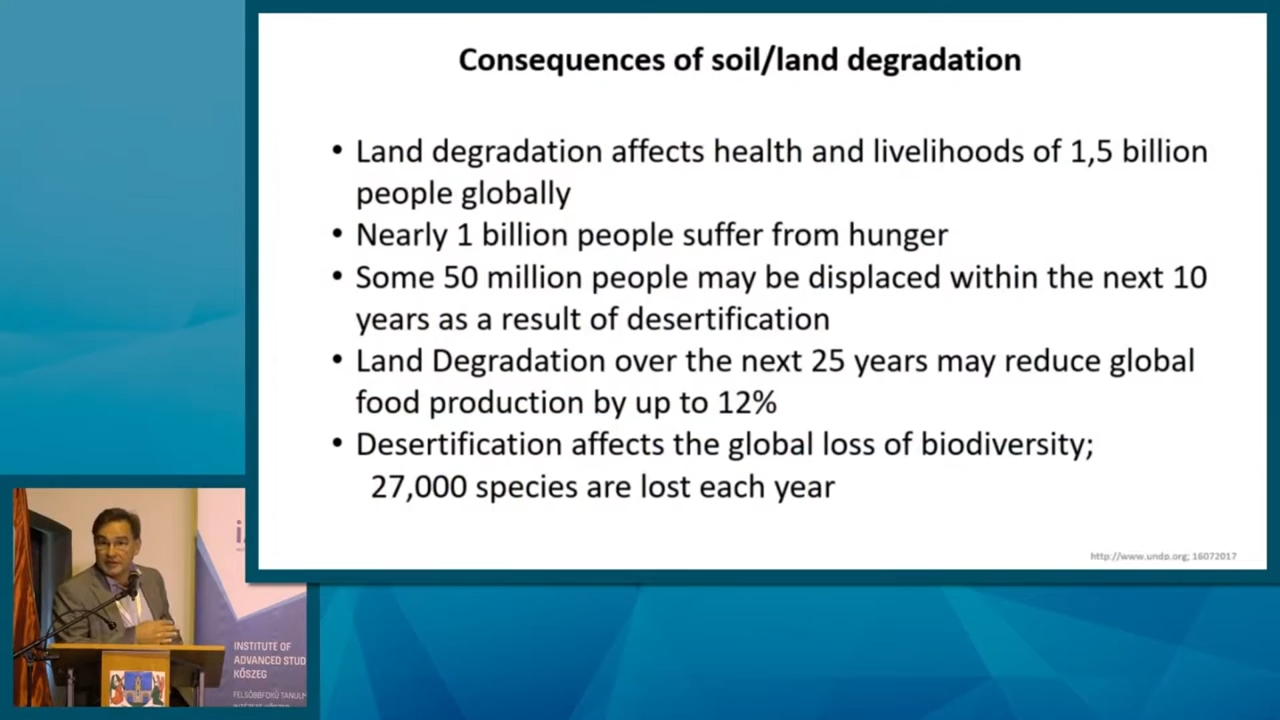 Consequences of soil/land degradation
• Land degradation affects health and livelihoods of 1,5 billion
people globally
• Nearly 1 billion people suffer from hunger
• Some 50 million people may be displaced within the next 10
years as a result of desertification
• Land Degradation over the next 25 years may reduce global
food production by up to 12%
• Desertification affects the global loss of biodiversity;
27,000 species are lost each year
http://www.undp.org; 16072017
INSTITUTE OF
ADVANCED STUD
KŐSZEG
FELSŐBBFOKÚ TANULM